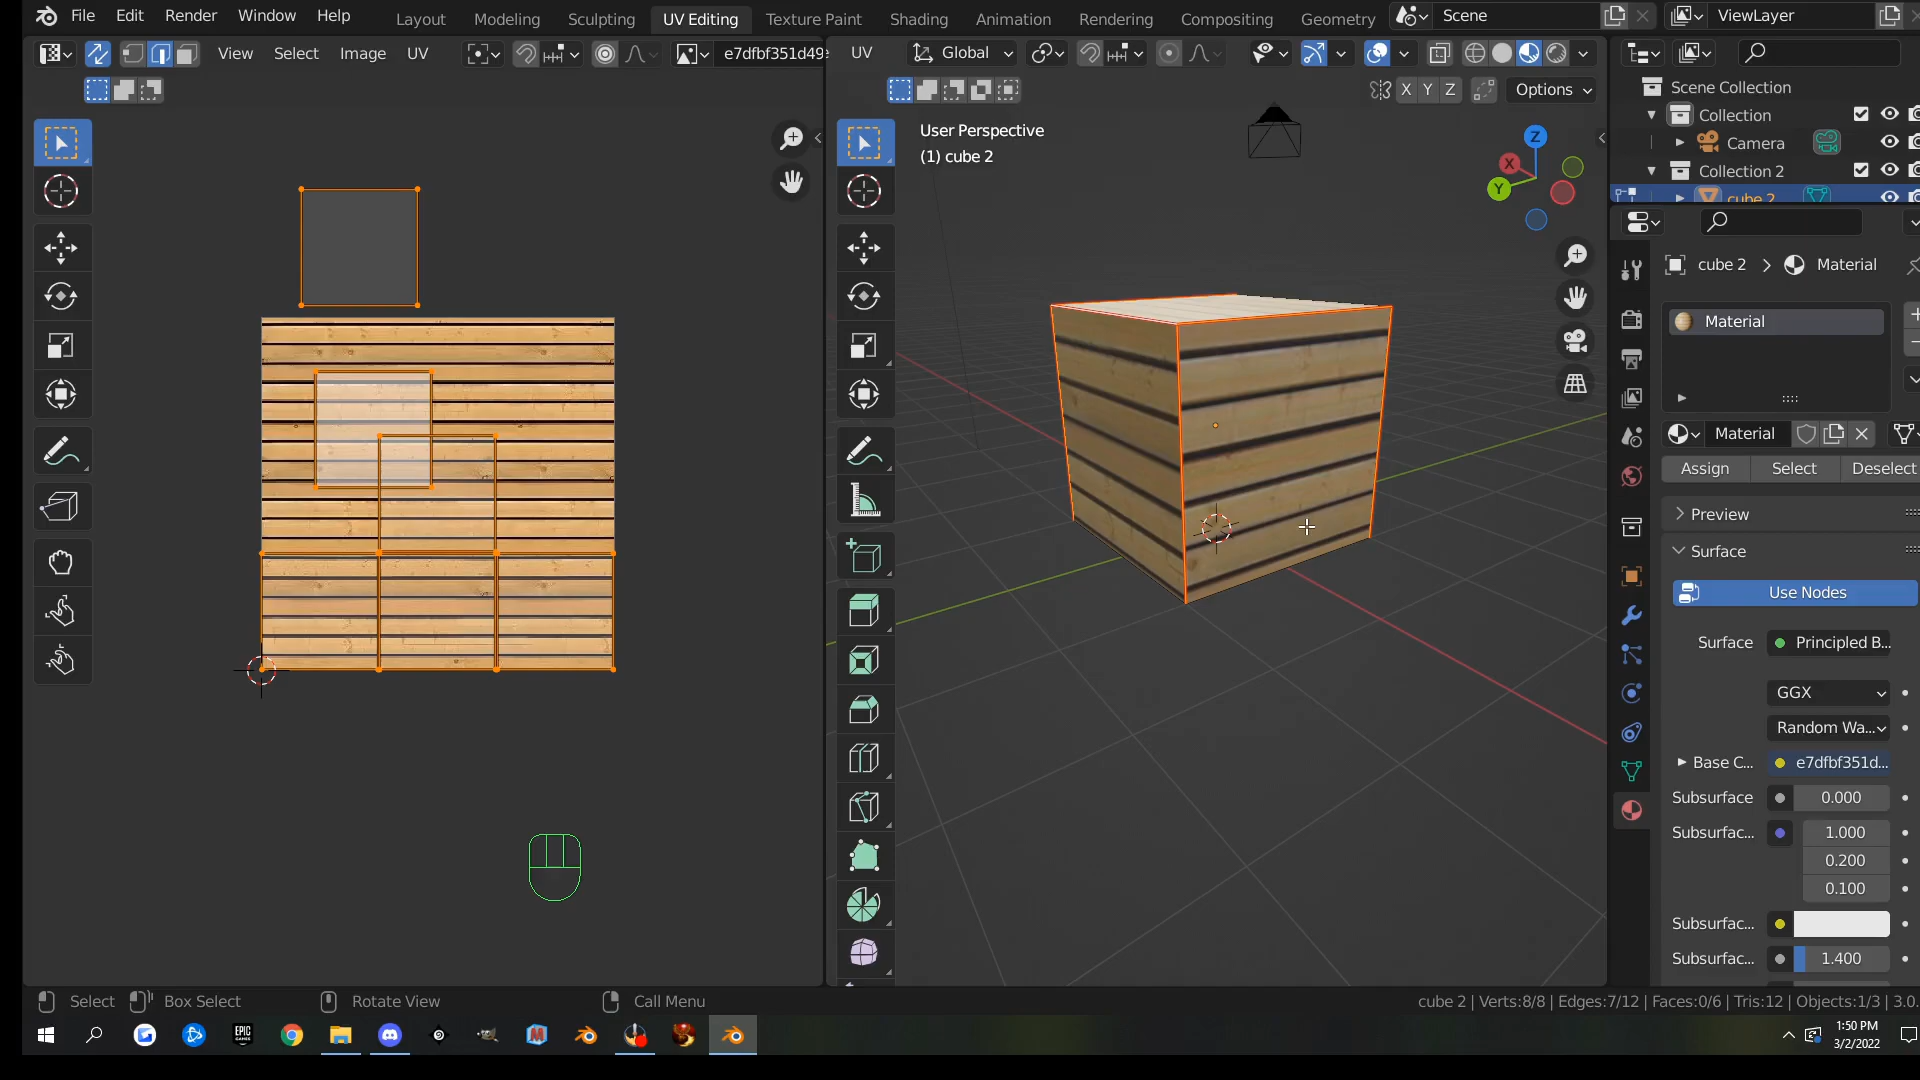 File Edit Render Window Help
Layout Modeling Sculpting UV Editing Texture Paint Shading Animation Rendering Compositing Geometry
Scene
ViewLayer
View Select Image UV
e7dfbf351d49e
UV
Global
X Y Z
Options
User Perspective
(1) cube 2
Z
X
Y
Scene Collection
Collection
Camera
Collection 2
cube 2
cube 2 > Material
Material
Material
Assign Select Deselect
Preview
Surface
Use Nodes
Surface Principled B...
GGX
Random Wa...
Base C... e7dfbf351d...
Subsurface 0.000
Subsurfac... 1.000
0.200
0.100
Subsurfac...
Subsurfac... 1.400
Select Box Select Rotate View Call Menu
cube 2 | Verts:8/8 | Edges:7/12 | Faces:0/6 | Tris:12 | Objects:1/3 | 3.0.
EPIC
GAMES
1:50 PM
3/2/2022